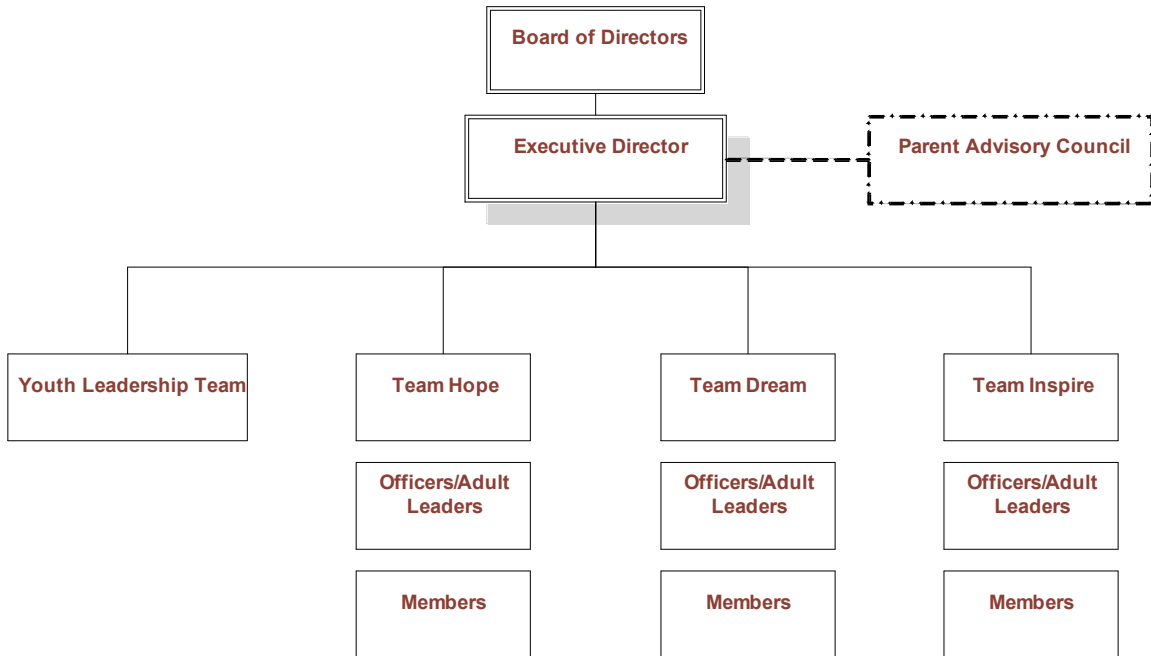 Board of Directors
Executive Director
Parent Advisory Council
Youth Leadership Team
Team Hope
Team Dream
Team Inspire
Officers/Adult
Leaders
Officers/Adult
Leaders
Officers/Adult
Leaders
Members
Members
Members